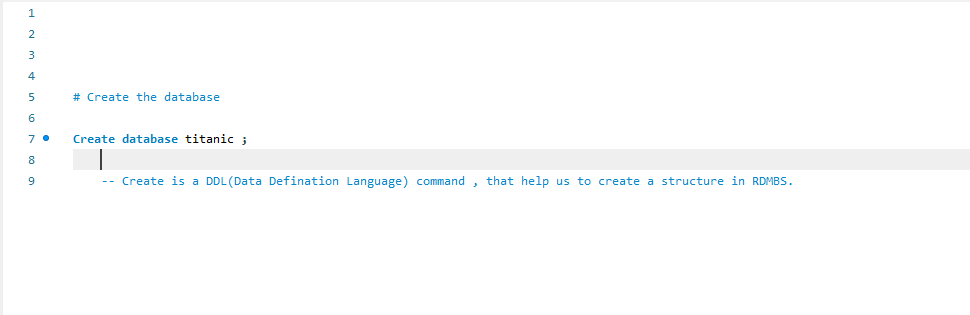 1
2
3
4
5 # Create the database
6
7 Create database titanic ;
8
9 -- Create is a DDL(Data Defination Language) command , that help us to create a structure in RDMBS.